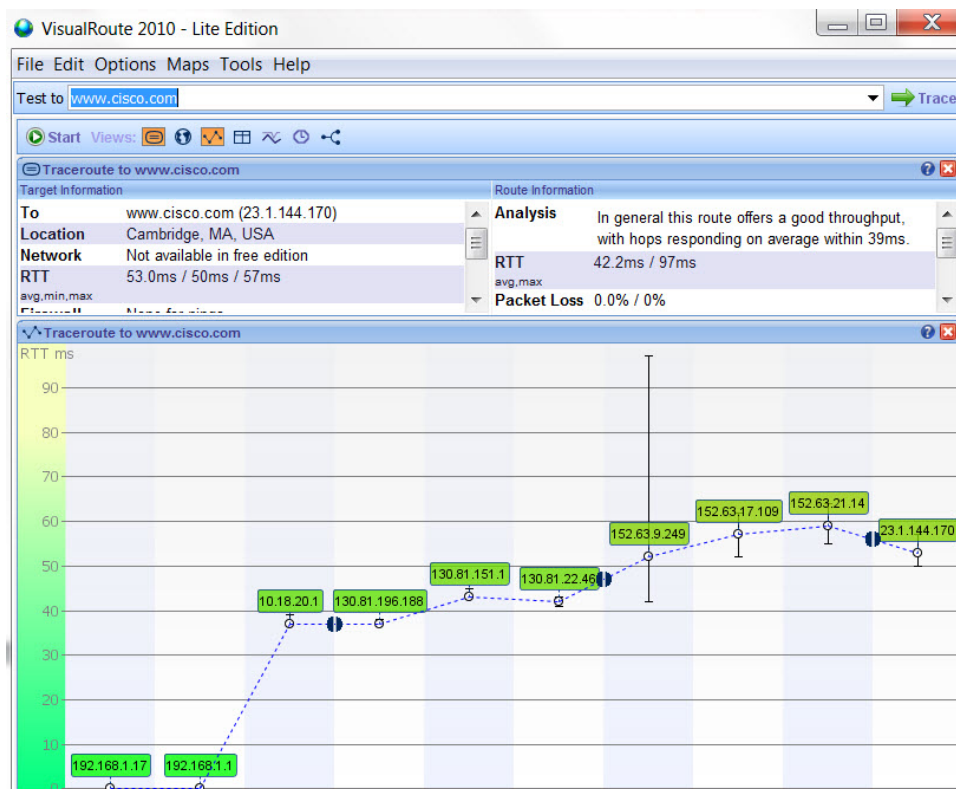 VisualRoute 2010 - Lite Edition
File Edit Options Maps Tools Help
Test to www.cisco.com Trace
Start Views:
Traceroute to www.cisco.com
Target Information
To www.cisco.com (23.1.144.170)
Location Cambridge, MA, USA
Network Not available in free edition
RTT 53.0ms / 50ms / 57ms
avg,min,max
Route Information
Analysis In general this route offers a good throughput,
with hops responding on average within 39ms.
RTT 42.2ms / 97ms
avg,max
Packet Loss 0.0% / 0%
Traceroute to www.cisco.com
RTT ms
90
80
70
60
50
40
30
20
10
0
192.168.1.17
192.168.1.1
10.18.20.1
130.81.196.188
130.81.151.1
130.81.22.46
152.63.9.249
152.63.17.109
152.63.21.14
23.1.144.170